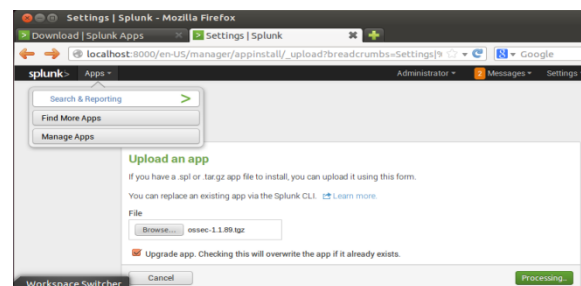 Settings | Splunk - Mozilla Firefox
Download | Splunk Apps
Settings | Splunk
localhost:8000/en-US/manager/appinstall/_upload?breadcrumbs=Settings|9
Google
splunk> Apps Administrator 2 Messages Settings
Search & Reporting >
Find More Apps
Manage Apps
Upload an app
If you have a .spl or .tar.gz app file to install, you can upload it using this form.
You can replace an existing app via the Splunk CLI. Learn more.
File
Browse... ossec-1.1.89.tgz
Upgrade app. Checking this will overwrite the app if it already exists.
Cancel Processing..
Workspace Switcher